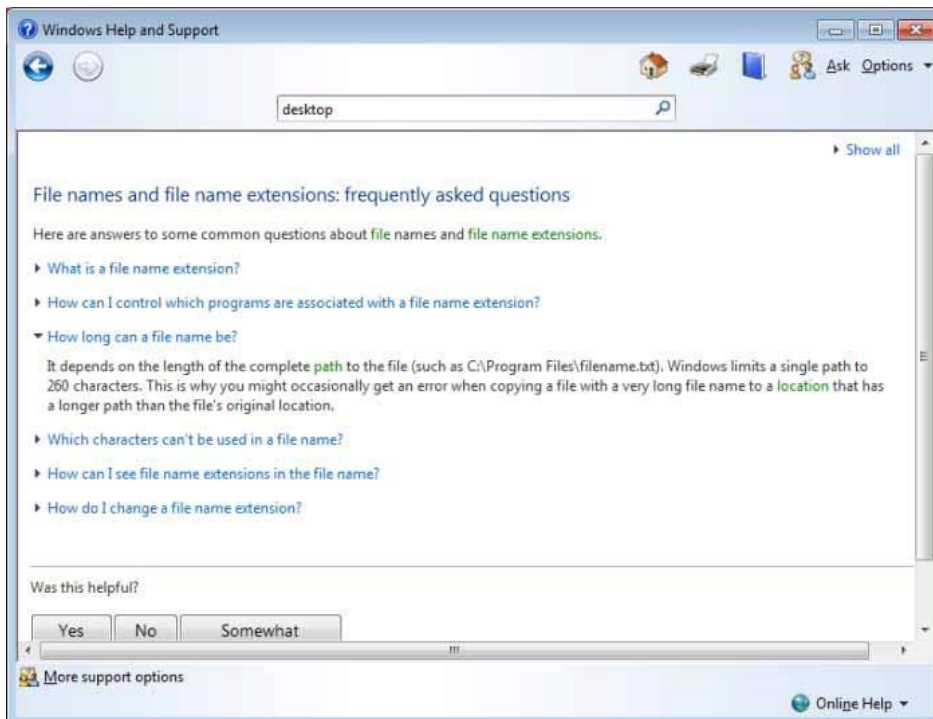 Windows Help and Support
Ask Options
desktop
Show all
File names and file name extensions: frequently asked questions
Here are answers to some common questions about file names and file name extensions.
What is a file name extension?
How can I control which programs are associated with a file name extension?
How long can a file name be?
It depends on the length of the complete path to the file (such as C:\Program Files\filename.txt). Windows limits a single path to
260 characters. This is why you might occasionally get an error when copying a file with a very long file name to a location that has
a longer path than the file's original location.
Which characters can't be used in a file name?
How can I see file name extensions in the file name?
How do I change a file name extension?
Was this helpful?
Yes No Somewhat
More support options
Online Help